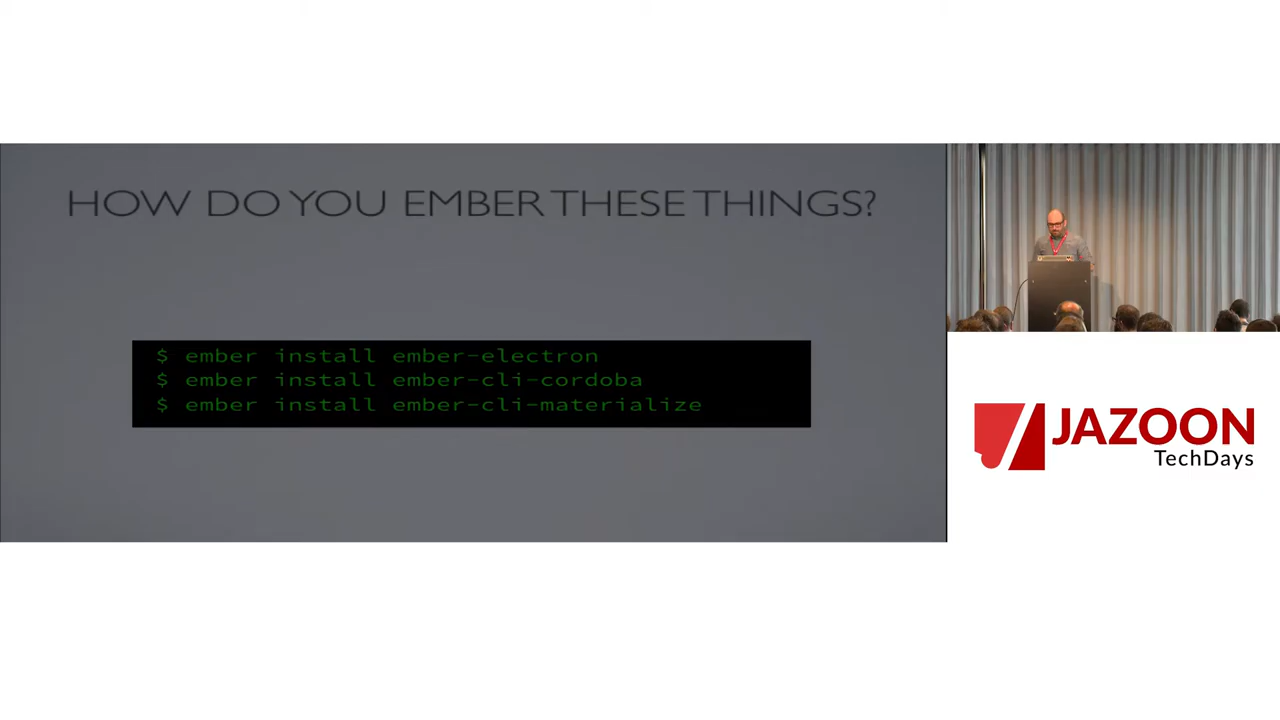 HOW DO YOU EMBER THESE THINGS?
$ ember install ember-electron
$ ember install ember-cli-cordoba
$ ember install ember-cli-materialize
JAZOON
TechDays